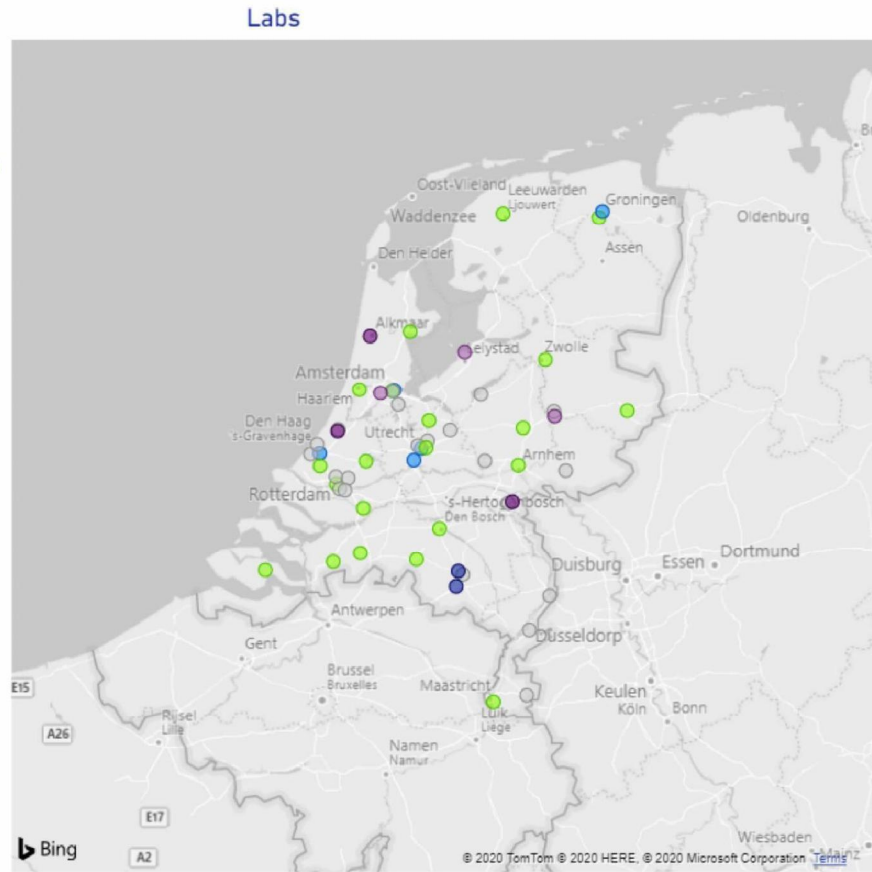 Labs
Oost-Vlieland
Leeuwarden
Ljouwert
Groningen
Waddenzee
Oldenburg
Assen
Den Helder
Alkmaar
Lelystad
Zwolle
Amsterdam
Haarlem
Den Haag
's-Gravenhage
Utrecht
Arnhem
Rotterdam
's-Hertogenbosch
Den Bosch
Duisburg
Essen
Dortmund
Antwerpen
Düsseldorp
Gent
Brussel
Bruxelles
Maastricht
Keulen
Köln
Bonn
E15
Rijsel
Lille
Luik
Liège
A26
Namen
Namur
E17
Wiesbaden
Mainz
Bing
A2
© 2020 TomTom © 2020 HERE, © 2020 Microsoft Corporation Terms